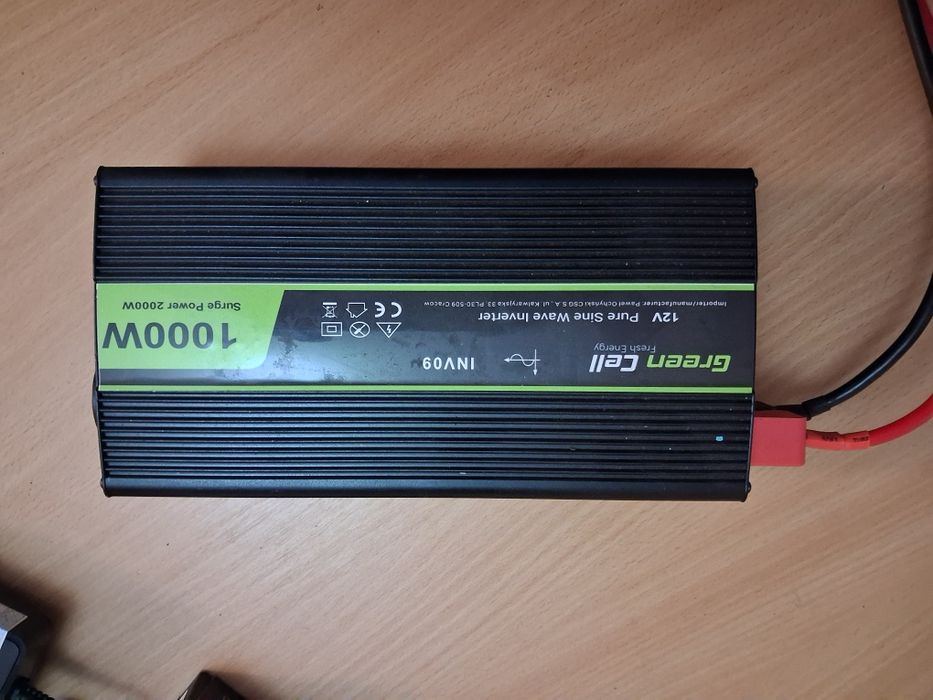 Green Cell
Fresh Energy
INV09
12V Pure Sine Wave Inverter
Importer/manufacturer: Paweł Ochyński CSG S.A. ul. Kalwaryjska 33, PL30-509 Cracow
CE
1000W
Surge Power 2000W